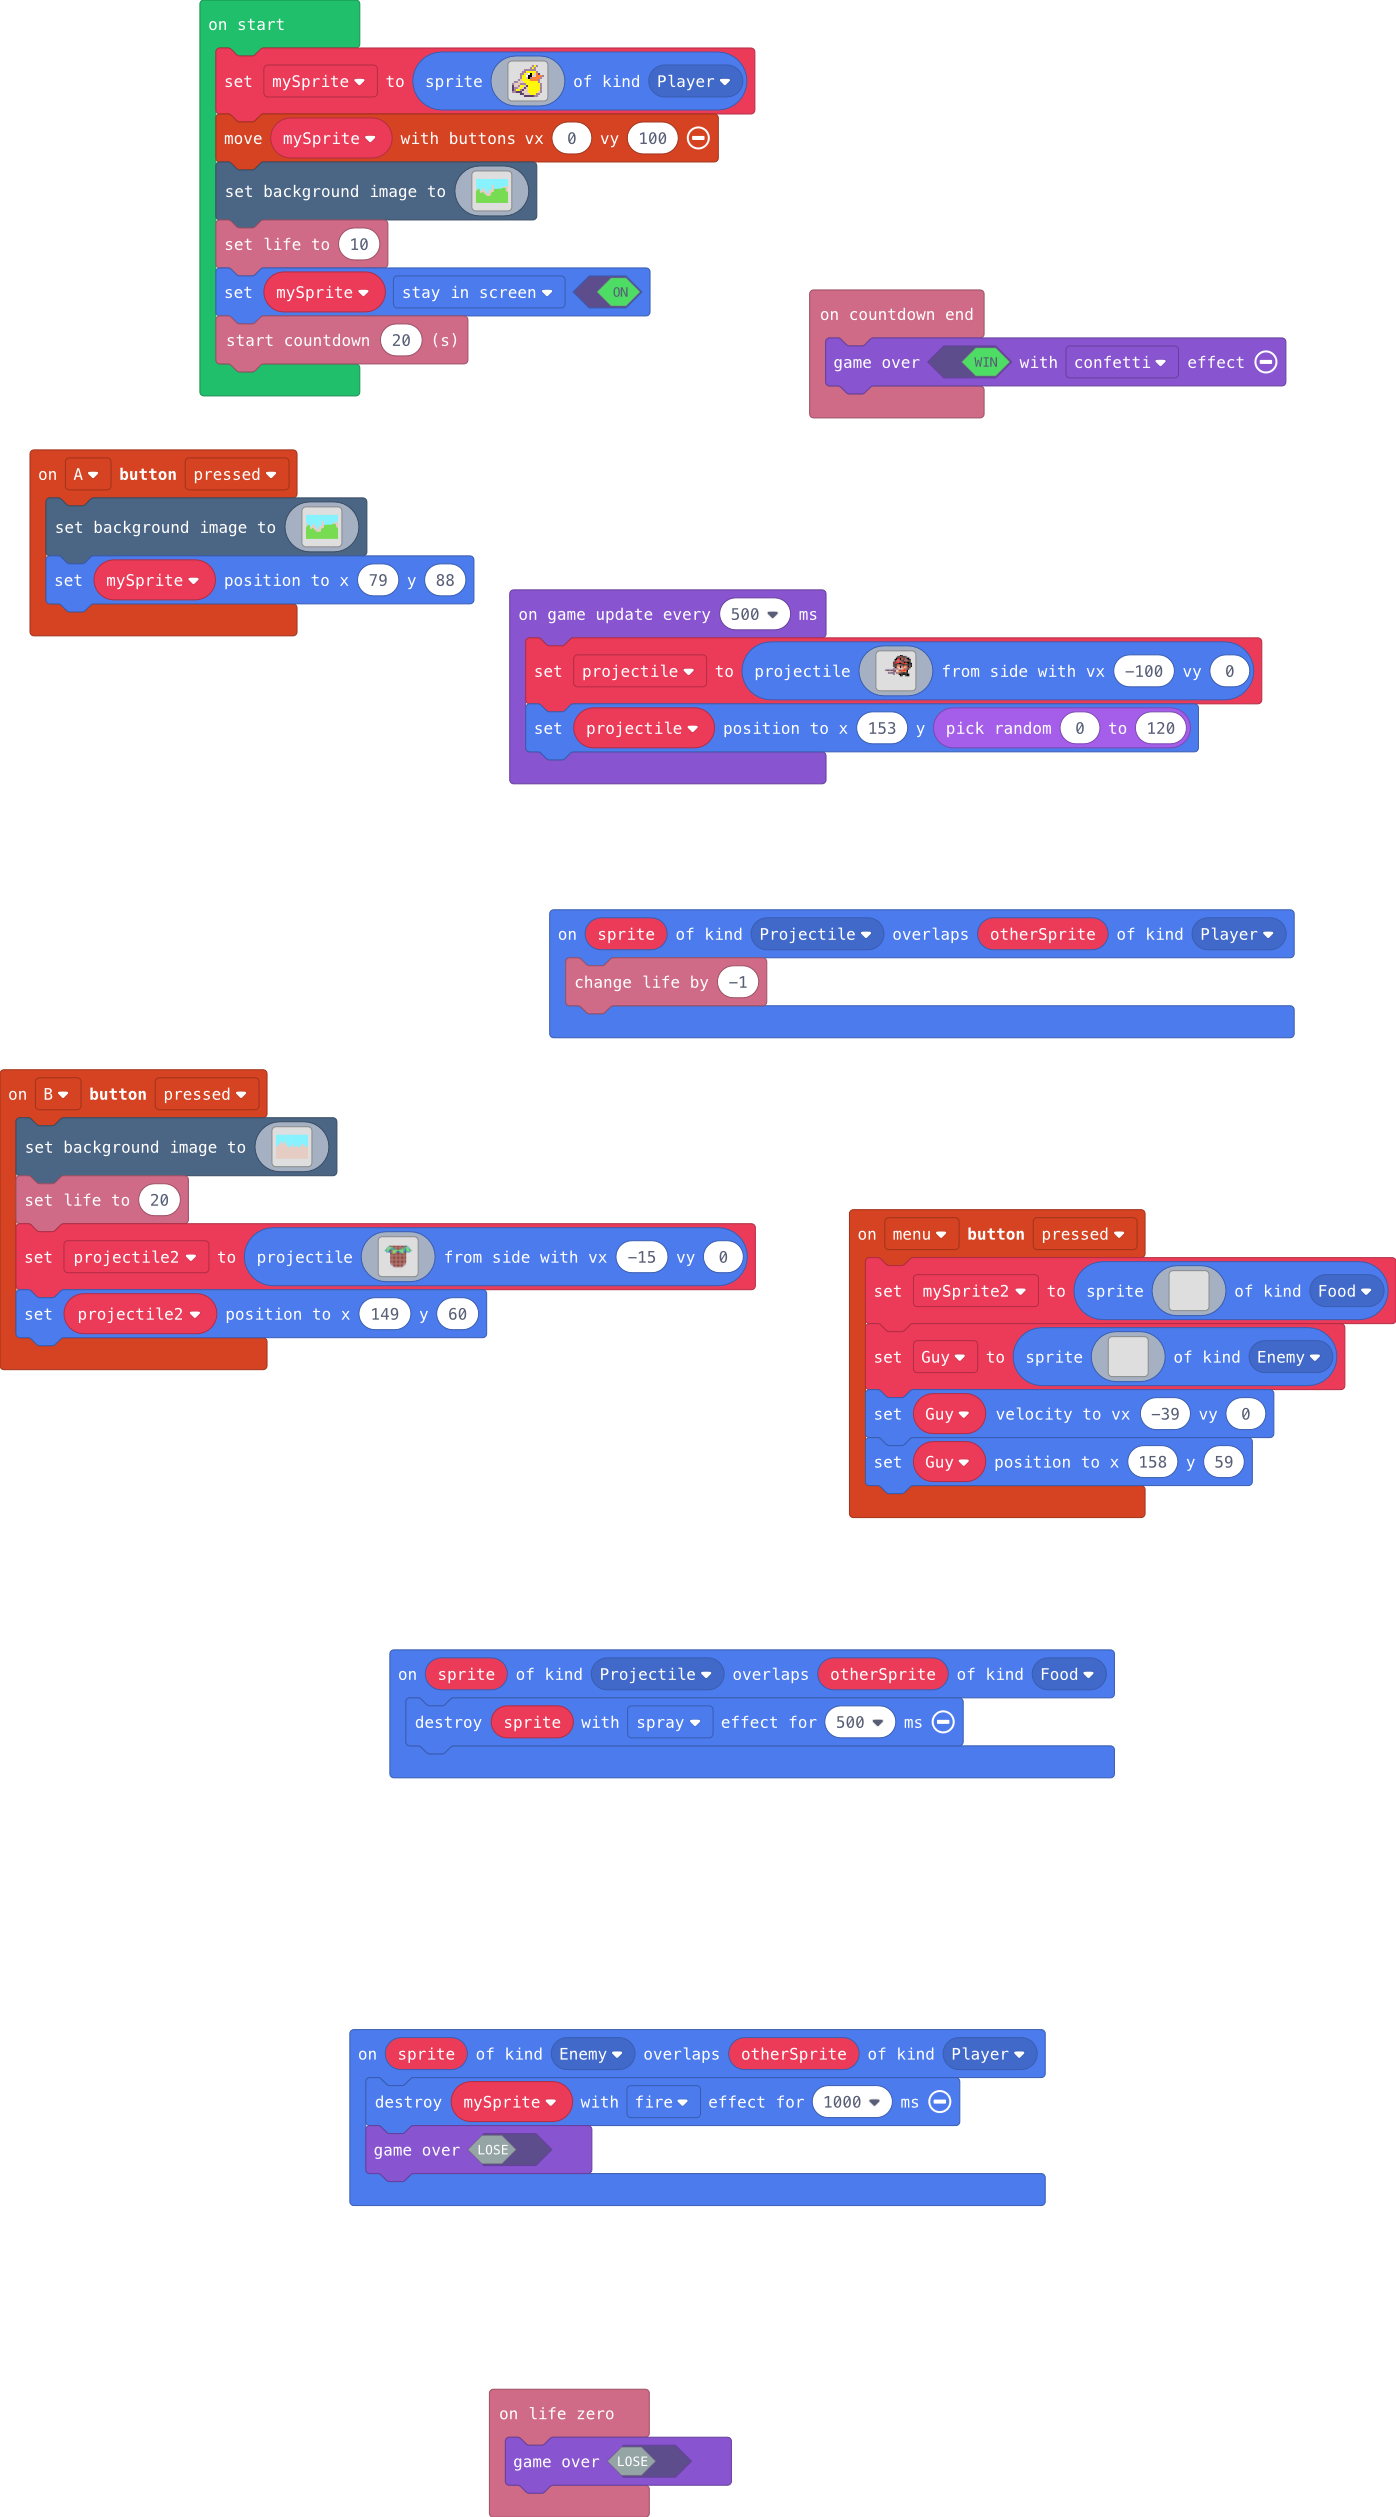 on start
set mySprite to sprite of kind Player
move mySprite with buttons vx 0 vy 100
set background image to
set life to 10
set mySprite stay in screen ON
start countdown 20 (s)
on countdown end
game over WIN with confetti effect
on A button pressed
set background image to
set mySprite position to x 79 y 88
on game update every 500 ms
set projectile to projectile from side with vx -100 vy 0
set projectile position to x 153 y pick random 0 to 120
on sprite of kind Projectile overlaps otherSprite of kind Player
change life by -1
on B button pressed
set background image to
set life to 20
set projectile2 to projectile from side with vx -15 vy 0
set projectile2 position to x 149 y 60
on menu button pressed
set mySprite2 to sprite of kind Food
set Guy to sprite of kind Enemy
set Guy velocity to vx -39 vy 0
set Guy position to x 158 y 59
on sprite of kind Projectile overlaps otherSprite of kind Food
destroy sprite with spray effect for 500 ms
on sprite of kind Enemy overlaps otherSprite of kind Player
destroy mySprite with fire effect for 1000 ms
game over LOSE
on life zero
game over LOSE